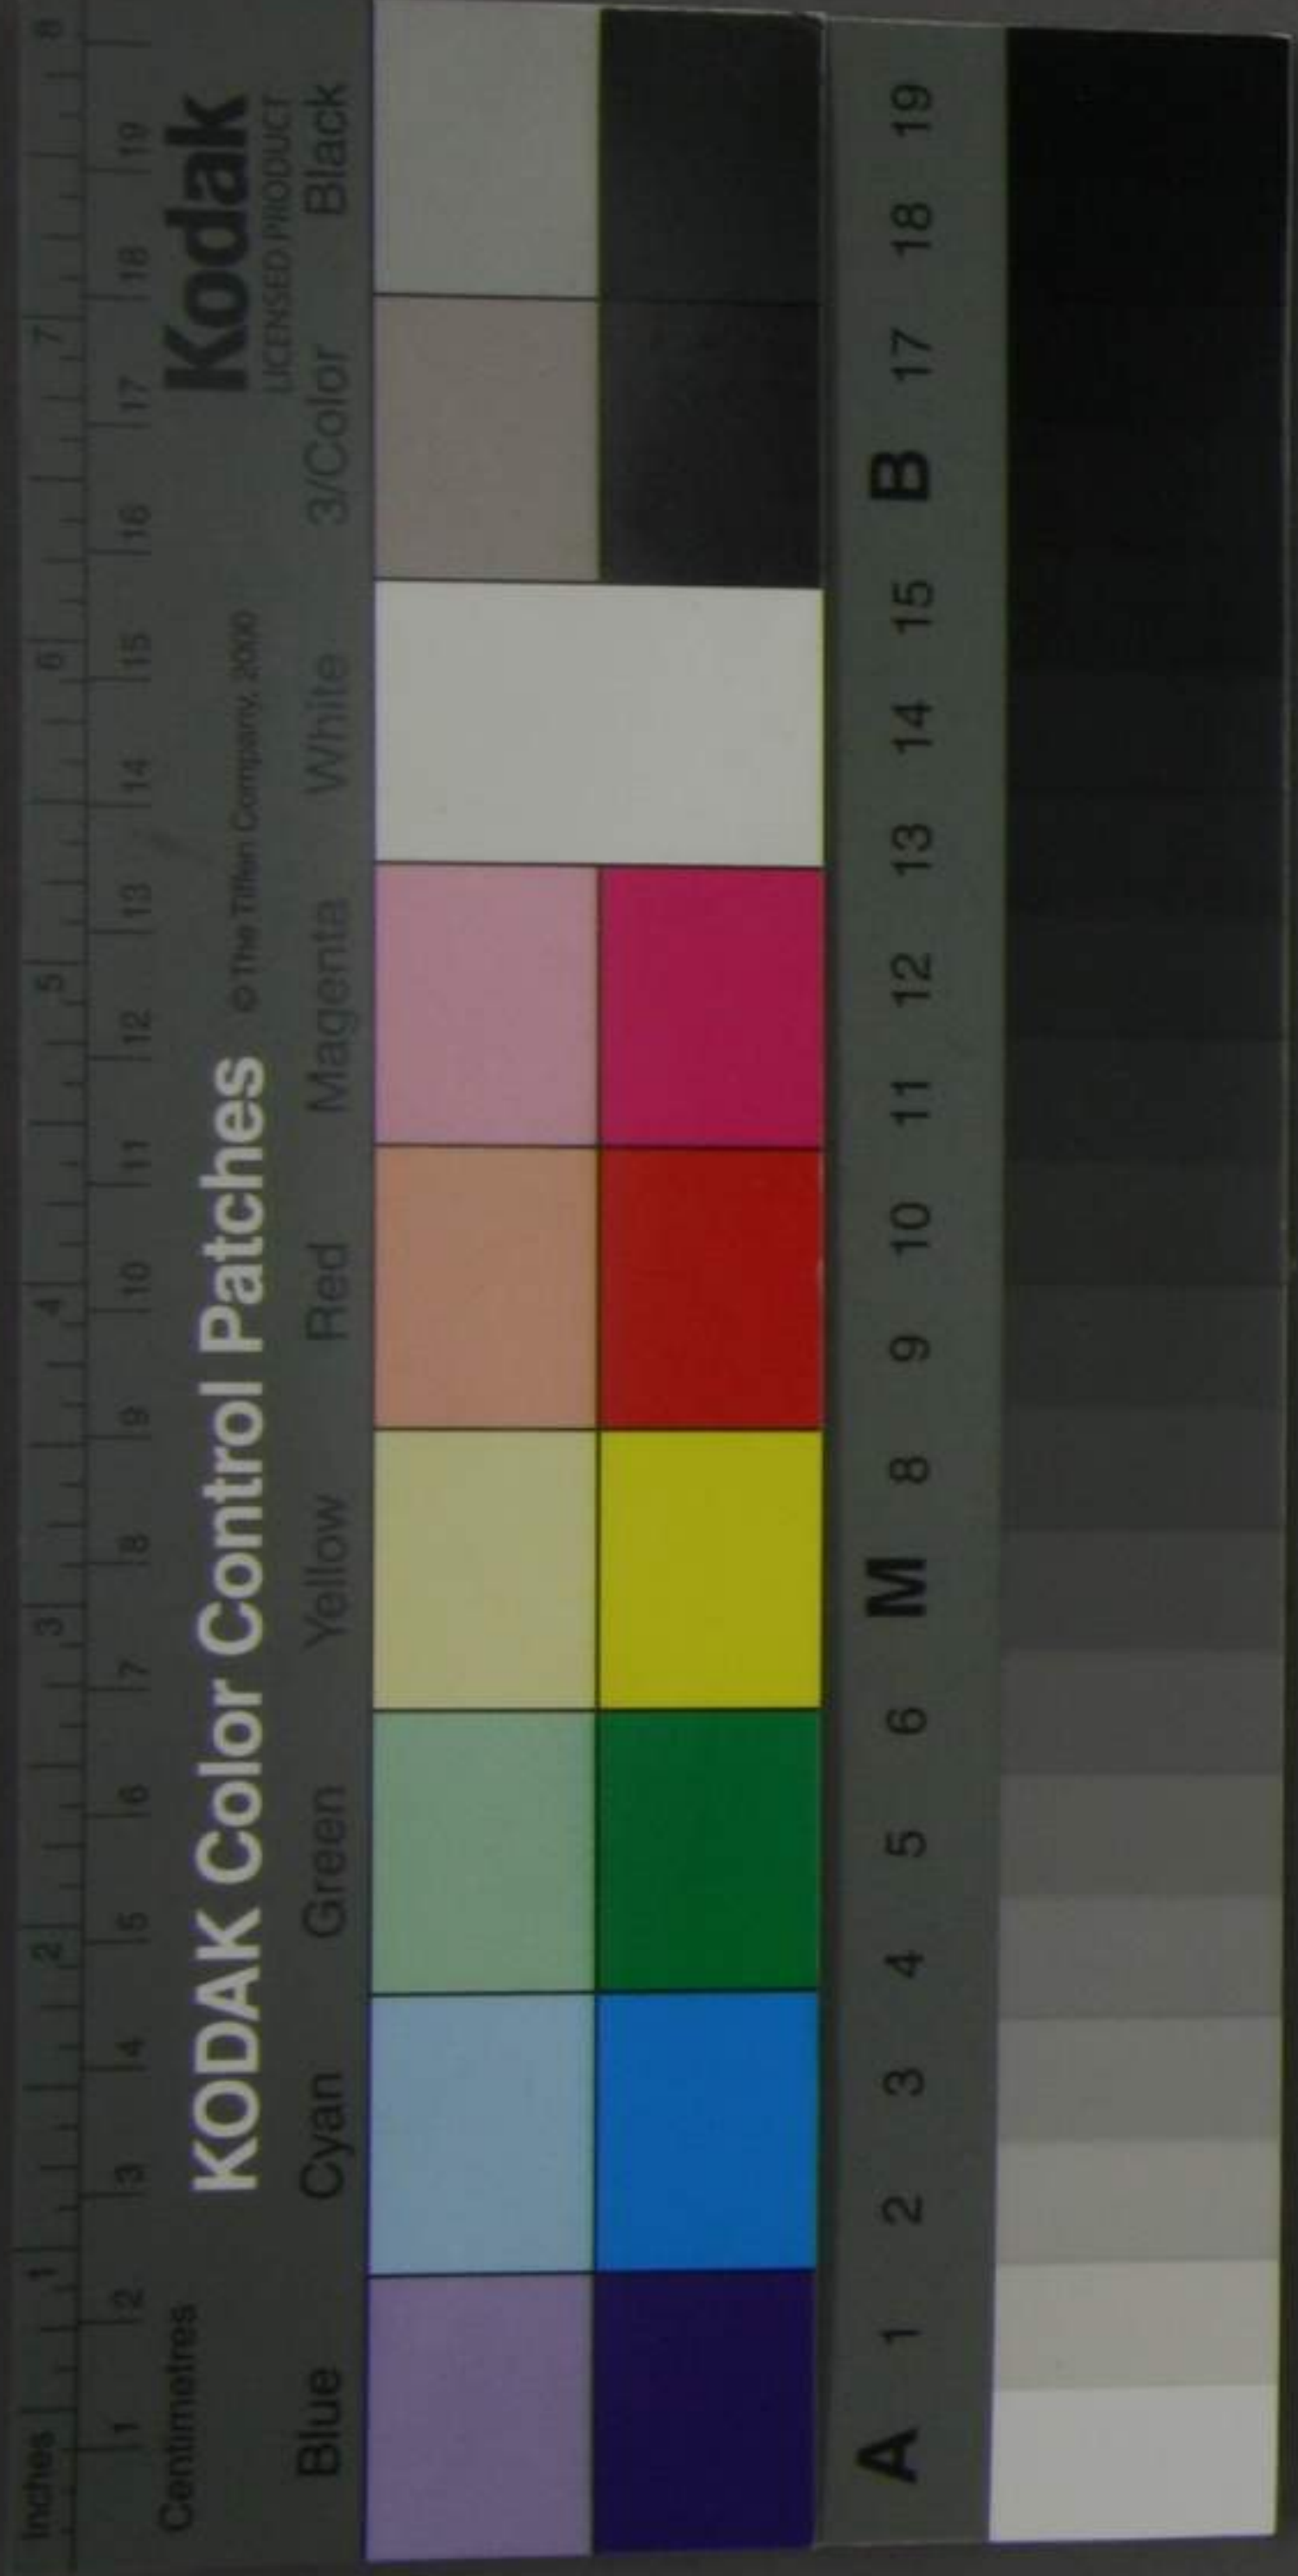 Inches 1 2 3 4 5 6 7 8
Centimetres 1 2 3 4 5 6 7 8 9 10 11 12 13 14 15 16 17 18 19
KODAK Color Control Patches © The Tiffen Company, 2000 Kodak
LICENSED PRODUCT
Blue Cyan Green Yellow Red Magenta White 3/Color Black
A 1 2 3 4 5 6 M 8 9 10 11 12 13 14 15 B 17 18 19